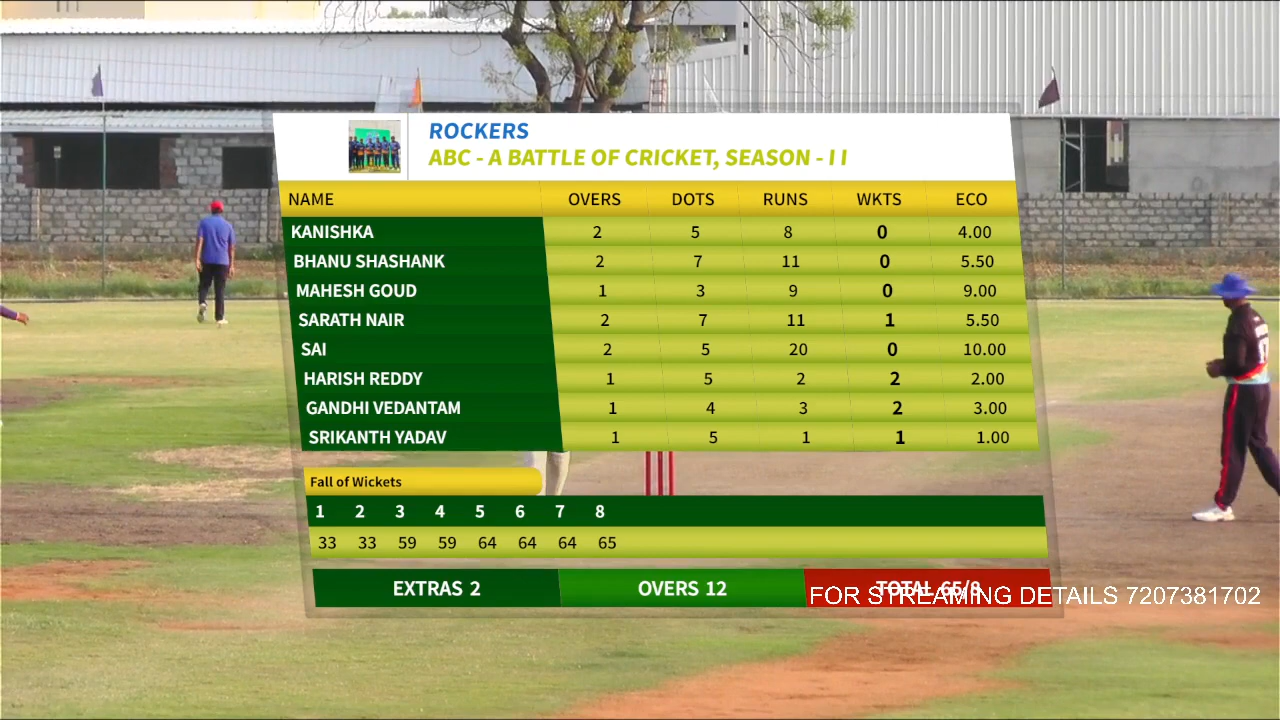 ROCKERS
ABC - A BATTLE OF CRICKET, SEASON - I I
NAME OVERS DOTS RUNS WKTS ECO
KANISHKA 2 5 8 0 4.00
BHANU SHASHANK 2 7 11 0 5.50
MAHESH GOUD 1 3 9 0 9.00
SARATH NAIR 2 7 11 1 5.50
SAI 2 5 20 0 10.00
HARISH REDDY 1 5 2 2 2.00
GANDHI VEDANTAM 1 4 3 2 3.00
SRIKANTH YADAV 1 5 1 1 1.00
Fall of Wickets
1 2 3 4 5 6 7 8
33 33 59 59 64 64 64 65
EXTRAS 2 OVERS 12 TOTAL 65/8
FOR STREAMING DETAILS 7207381702